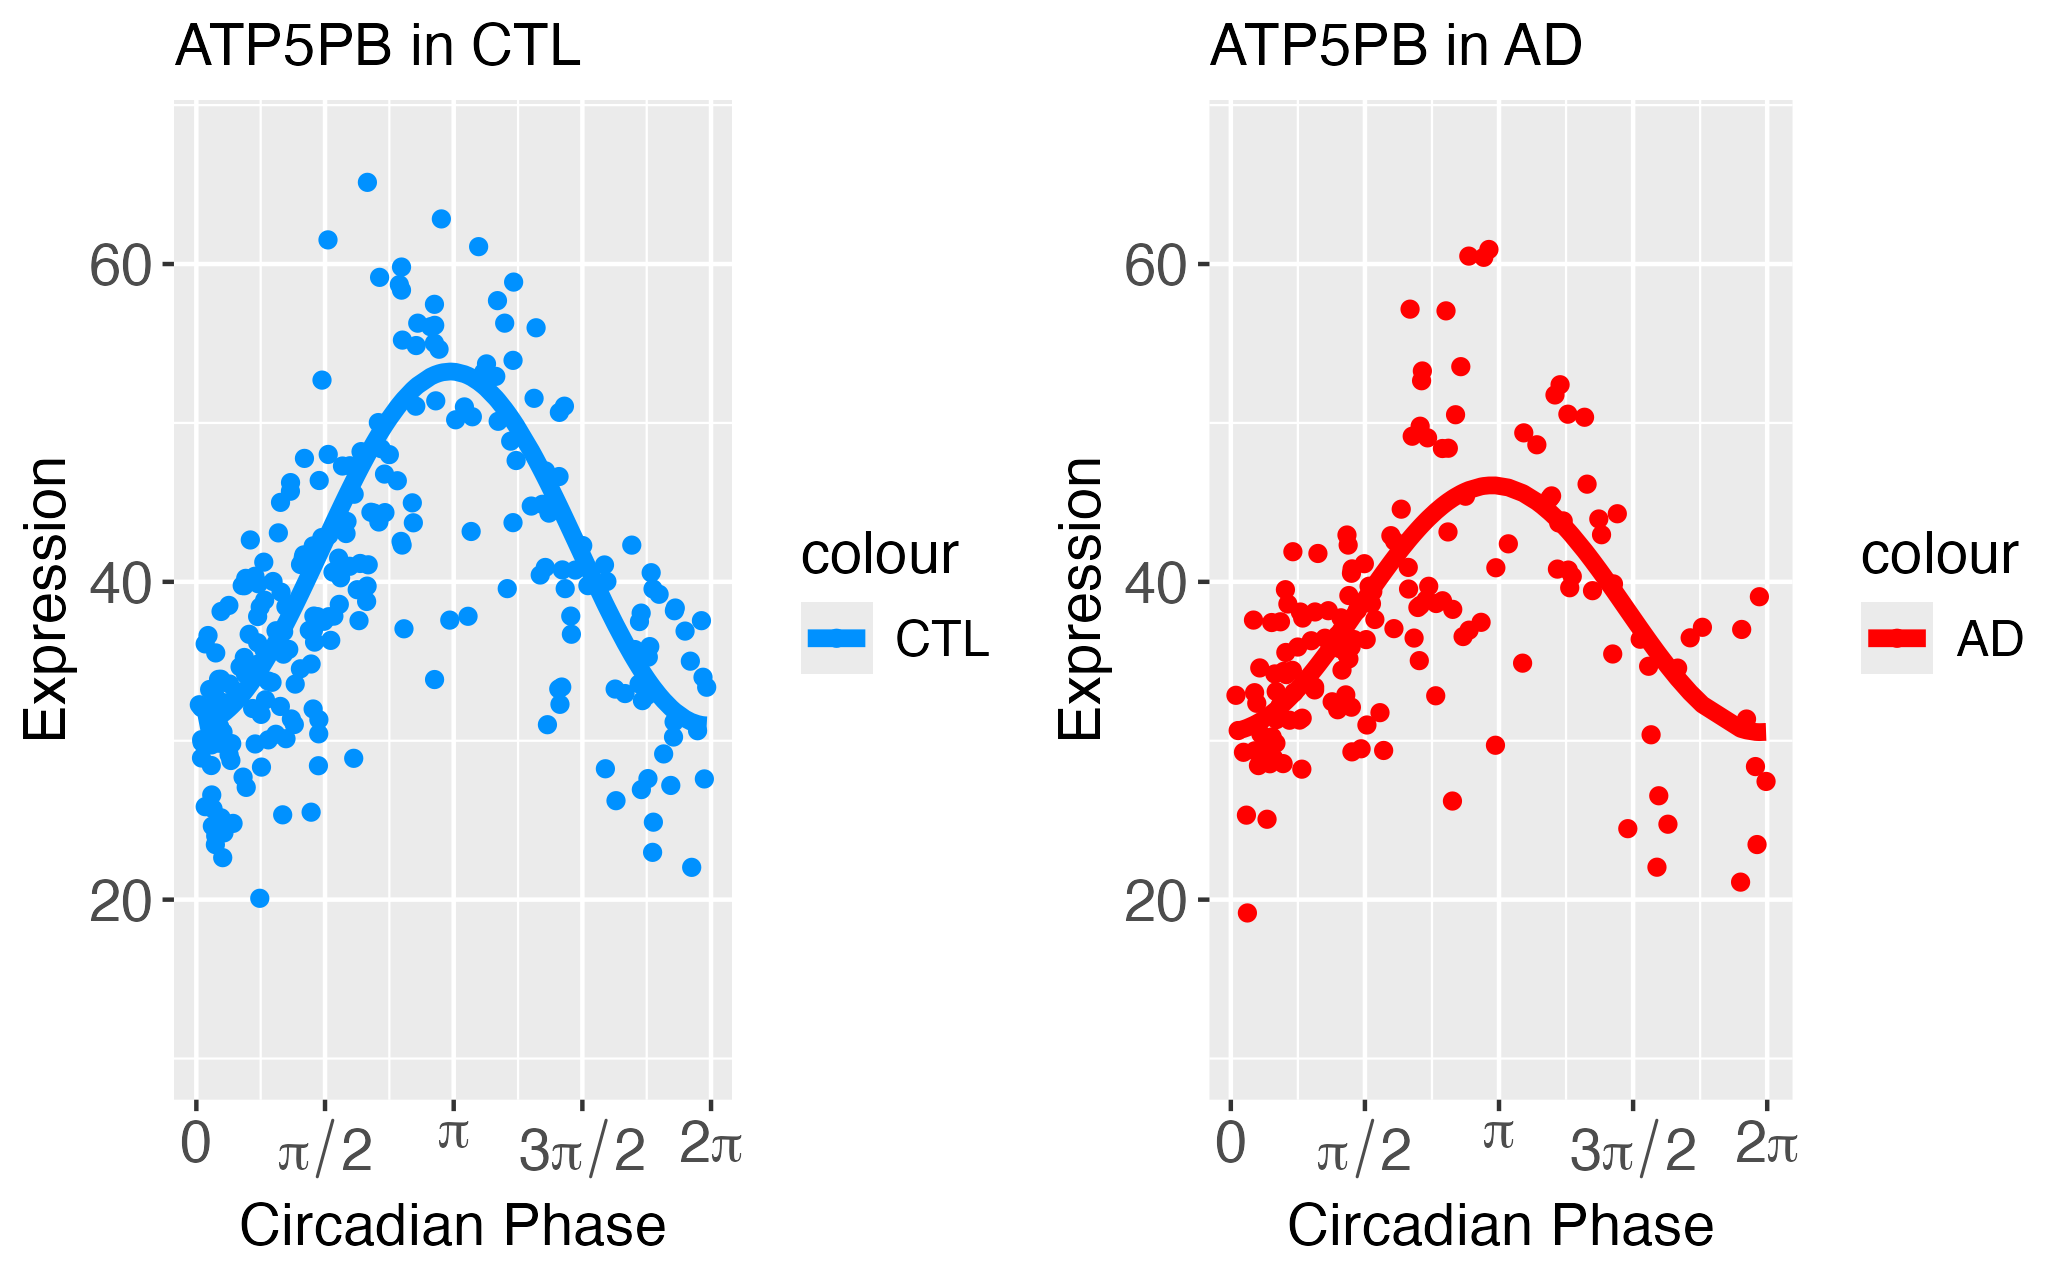 ATP5PB in CTL
60
40
20
Expression
0 π/2 π 3π/2 2π
Circadian Phase
colour
CTL
ATP5PB in AD
60
40
20
Expression
0 π/2 π 3π/2 2π
Circadian Phase
colour
AD